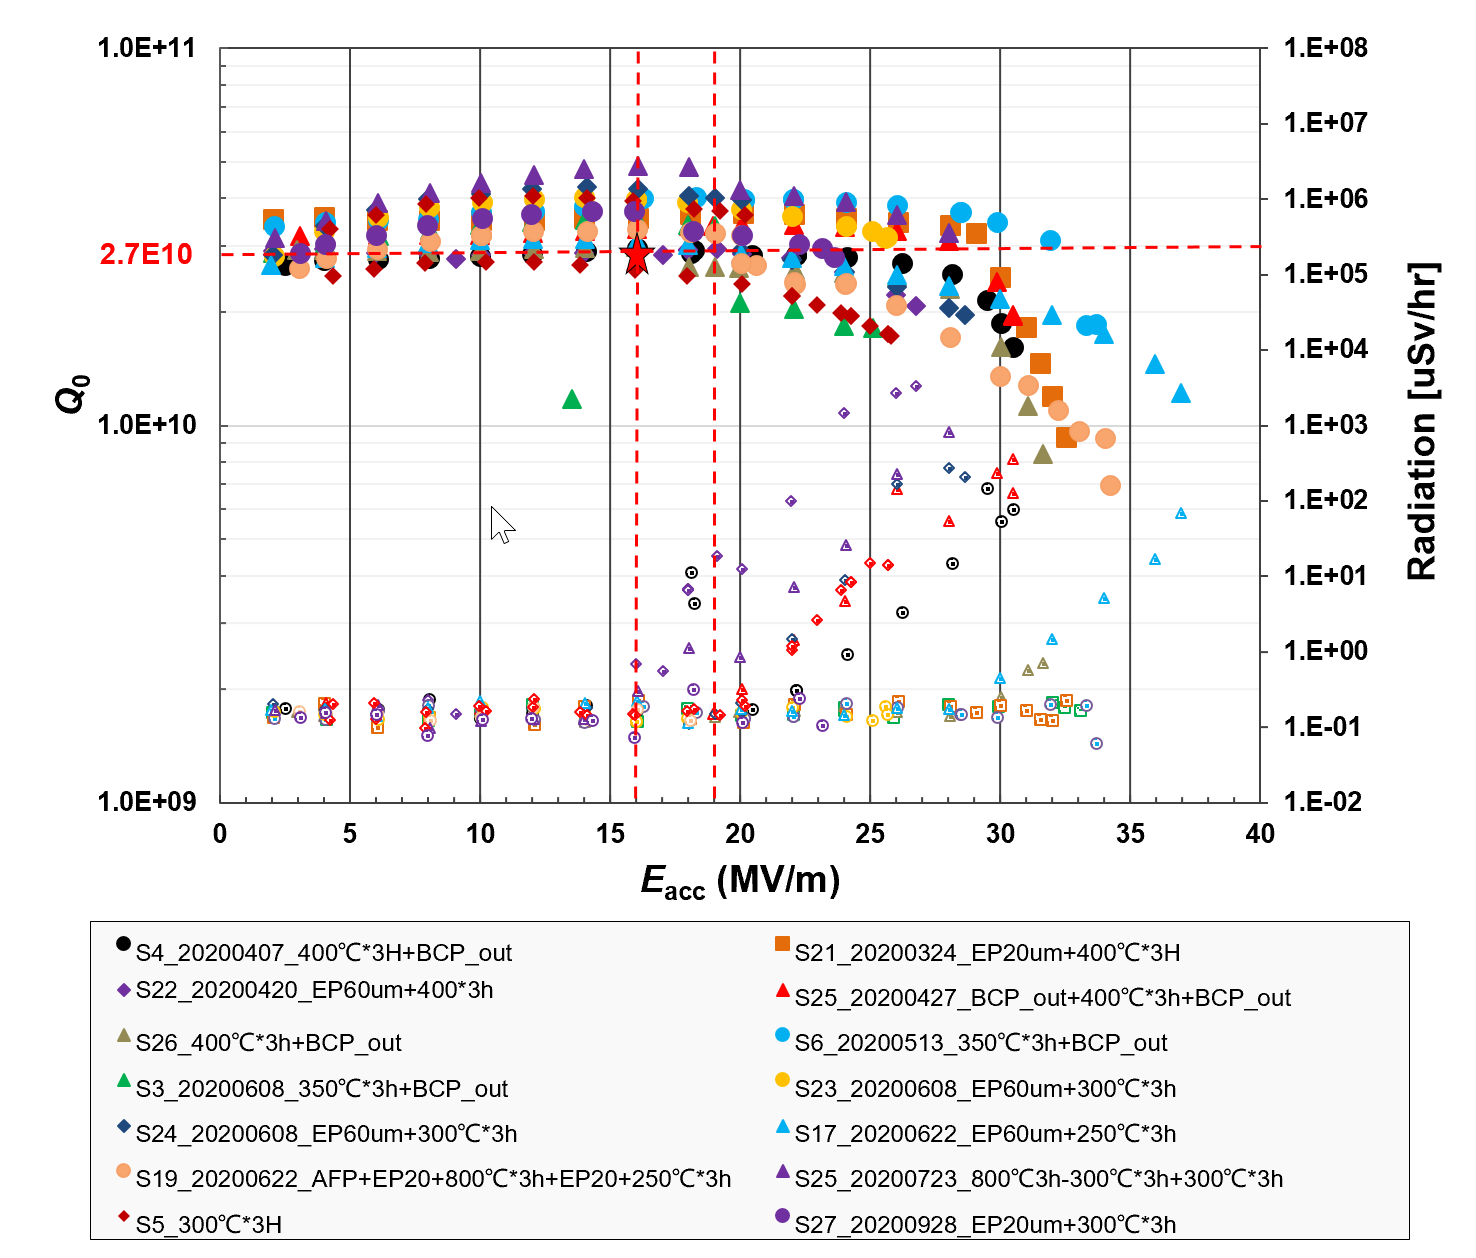 1.0E+11
2.7E10
1.0E+10
1.0E+09
Q0
1.E+08
1.E+07
1.E+06
1.E+05
1.E+04
1.E+03
1.E+02
1.E+01
1.E+00
1.E-01
1.E-02
Radiation [uSv/hr)
0 5 10 15 20 25 30 35 40
Eacc (MV/m)
S4_20200407_400℃*3H+BCP_out
S21_20200324_EP20um+400℃*3H
S22_20200420_EP60um+400*3h
S25_20200427_BCP_out+400℃*3h+BCP_out
S26_400℃*3h+BCP_out
S6_20200513_350℃*3h+BCP_out
S3_20200608_350℃*3h+BCP_out
S23_20200608_EP60um+300℃*3h
S24_20200608_EP60um+300℃*3h
S17_20200622_EP60um+250℃*3h
S19_20200622_AFP+EP20+800℃*3h+EP20+250℃*3h
S25_20200723_800℃3h-300℃*3h+300℃*3h
S5_300℃*3H
S27_20200928_EP20um+300℃*3h